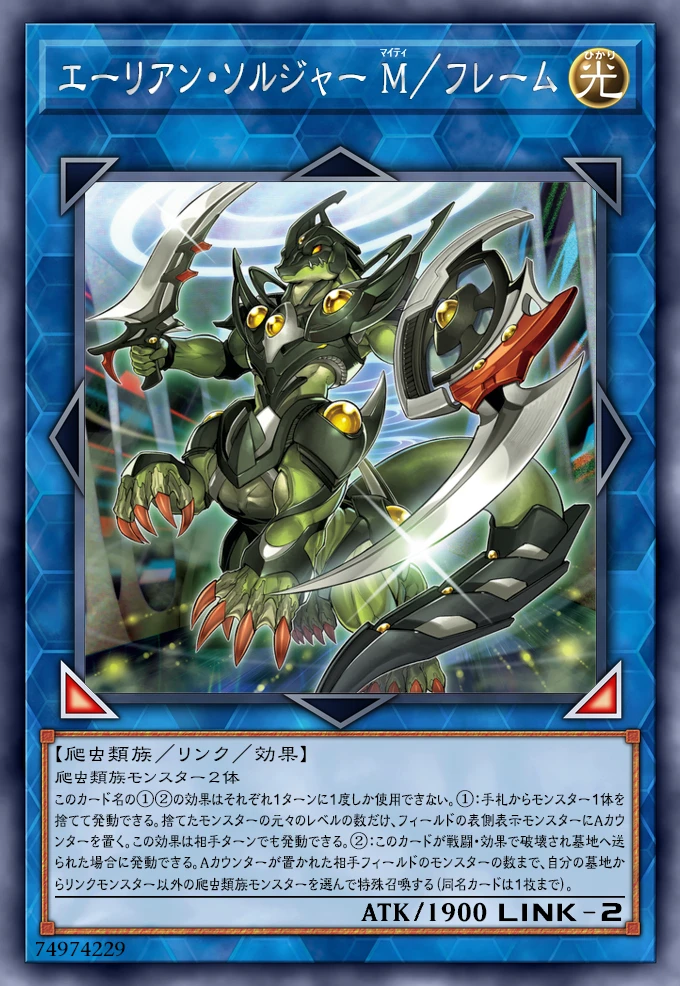 マイティ
エーリアン・ソルジャー M／フレーム
ひかり
光
【爬虫類族／リンク／効果】
爬虫類族モンスター２体
このカード名の①②の効果はそれぞれ1ターンに1度しか使用できない。①：手札からモンスター1体を
捨てて発動できる。捨てたモンスターの元々のレベルの数だけ、フィールドの表側表示モンスターにAカウ
ンターを置く。この効果は相手ターンでも発動できる。②：このカードが戦闘・効果で破壊され墓地へ送
られた場合に発動できる。Aカウンターが置かれた相手フィールドのモンスターの数まで、自分の墓地か
らリンクモンスター以外の爬虫類族モンスターを選んで特殊召喚する（同名カードは1枚まで）。
ATK/1900 LINK-2
74974229